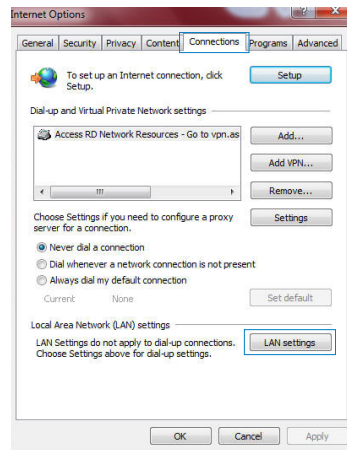 Internet Options
General Security Privacy Content Connections Programs Advanced
To set up an Internet connection, click
Setup.
Setup
Dial-up and Virtual Private Network settings
Access RD Network Resources - Go to vpn.as
Add...
Add VPN...
Remove...
Choose Settings if you need to configure a proxy
server for a connection.
Settings
Never dial a connection
Dial whenever a network connection is not present
Always dial my default connection
Current None
Set default
Local Area Network (LAN) settings
LAN Settings do not apply to dial-up connections.
Choose Settings above for dial-up settings.
LAN settings
OK Cancel Apply